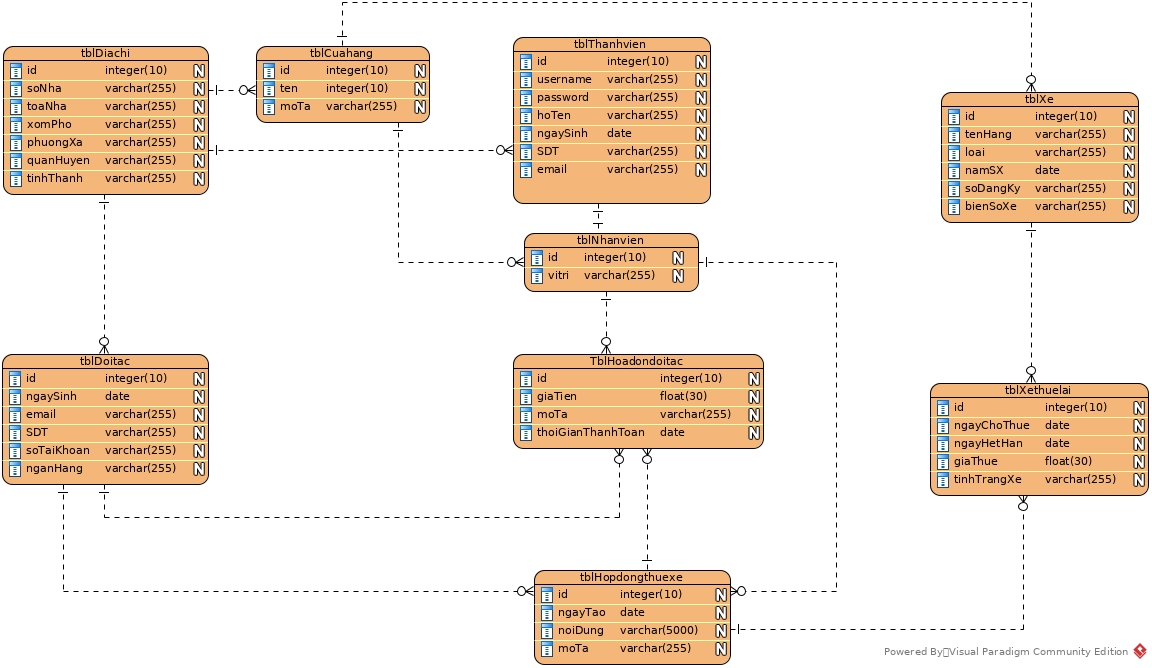 tblDiachi
id integer(10) N
soNha varchar(255) N
toaNha varchar(255) N
xomPho varchar(255) N
phuongXa varchar(255) N
quanHuyen varchar(255) N
tinhThanh varchar(255) N
tblCuahang
id integer(10) N
ten integer(10) N
moTa varchar(255) N
tblThanhvien
id integer(10) N
username varchar(255) N
password varchar(255) N
hoTen varchar(255) N
ngaySinh date N
SDT varchar(255) N
email varchar(255) N
tblXe
id integer(10) N
tenHang varchar(255) N
loai varchar(255) N
namSX date N
soDangKy varchar(255) N
bienSoXe varchar(255) N
tblNhanvien
id integer(10) N
vitri varchar(255) N
tblDoitac
id integer(10) N
ngaySinh date N
email varchar(255) N
SDT varchar(255) N
soTaiKhoan varchar(255) N
nganHang varchar(255) N
TblHoadondoitac
id integer(10) N
giaTien float(30) N
moTa varchar(255) N
thoiGianThanhToan date N
tblXethuelai
id integer(10) N
ngayChoThue date N
ngayHetHan date N
giaThue float(30) N
tinhTrangXe varchar(255) N
tblHopdongthuexe
id integer(10) N
ngayTao date N
noiDung varchar(5000) N
moTa varchar(255) N
Powered By Visual Paradigm Community Edition